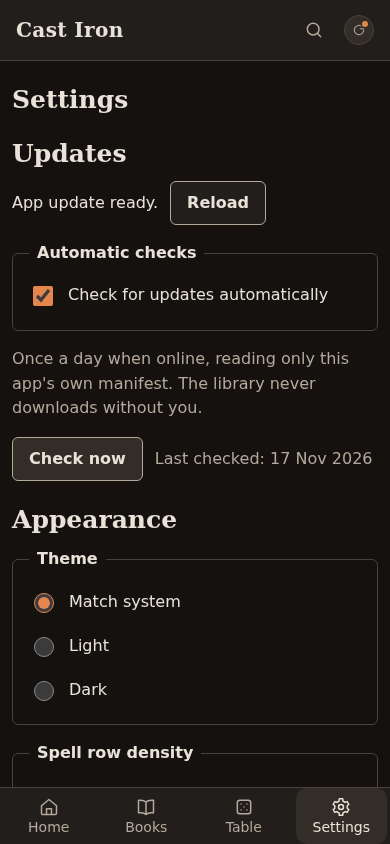 Cast Iron
Settings
Updates
App update ready. Reload
Automatic checks
Check for updates automatically
Once a day when online, reading only this
app's own manifest. The library never
downloads without you.
Check now Last checked: 17 Nov 2026
Appearance
Theme
Match system
Light
Dark
Spell row density
Home Books Table Settings